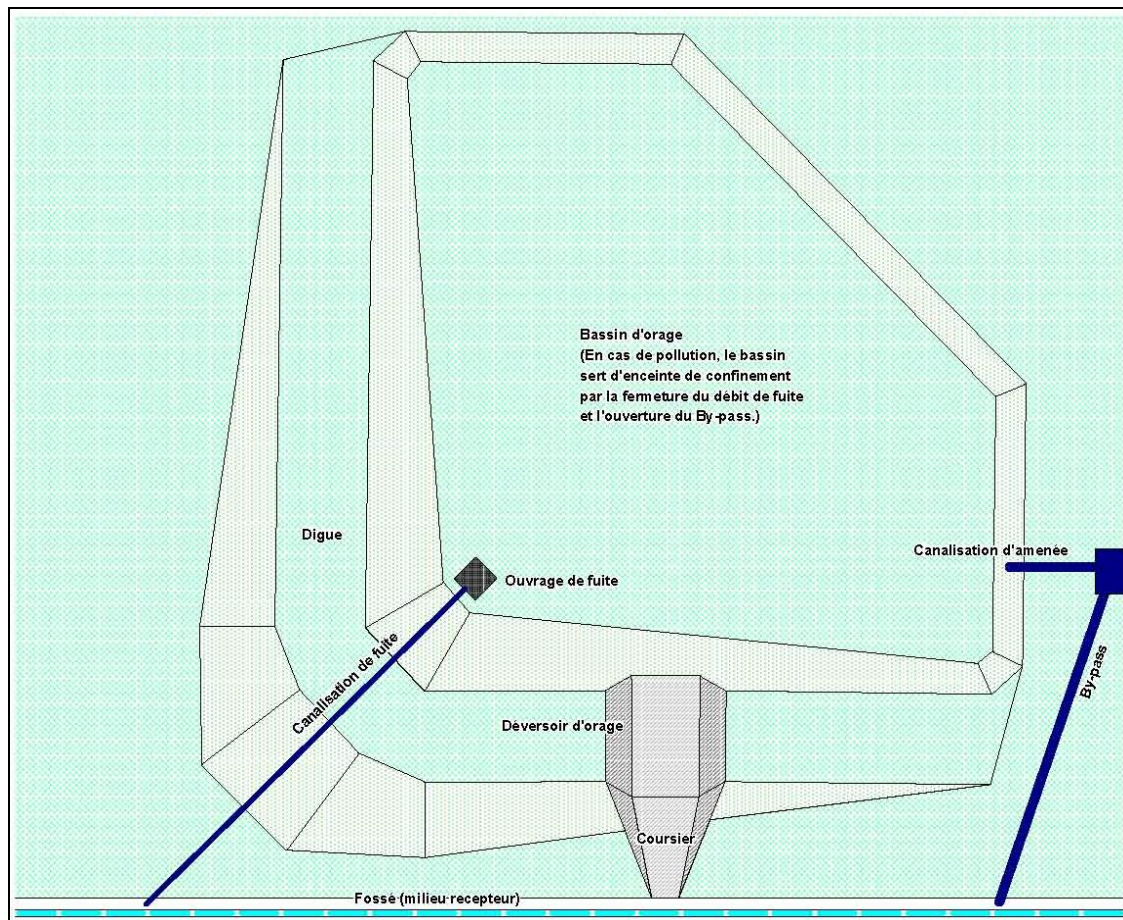 Bassin d'orage
(En cas de pollution, le bassin
sert d'enceinte de confinement
par la fermeture du débit de fuite
et l'ouverture du By-pass.)
Digue
Canalisation d'amenée
Ouvrage de fuite
Canalisation de fuite
By-pass
Déversoir d'orage
Coursier
Fossé (milieu recepteur)